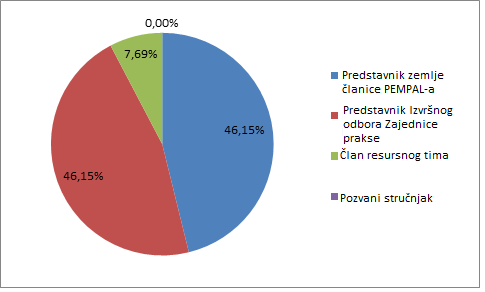 0,00%
7,69%
46,15%
46,15%
Predstavnik zemlje
članice PEMPAL-a
Predstavnik Izvršnog
odbora Zajednice
prakse
Član resursnog tima
Pozvani stručnjak